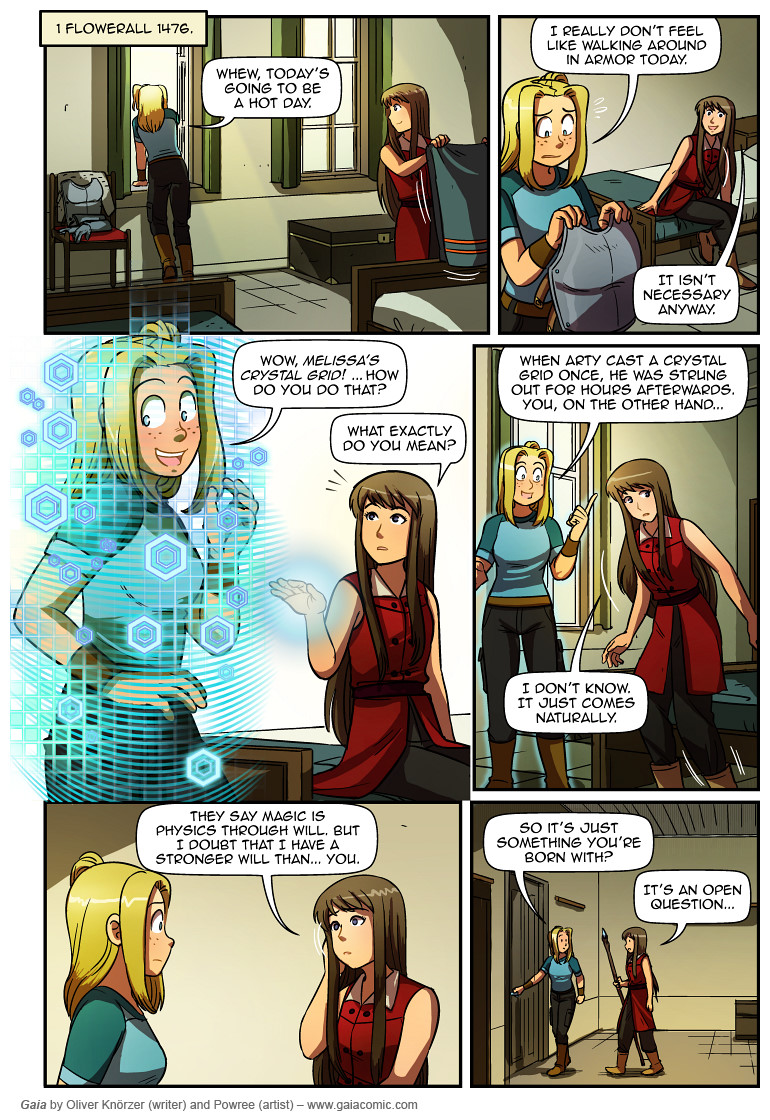 1 FLOWERALL 1476.
WHEW, TODAY'S
GOING TO BE
A HOT DAY.
I REALLY DON'T FEEL
LIKE WALKING AROUND
IN ARMOR TODAY.
IT ISN'T
NECESSARY
ANYWAY.
WOW, MELISSA'S
CRYSTAL GRID! ...HOW
DO YOU DO THAT?
WHAT EXACTLY
DO YOU MEAN?
WHEN ARTY CAST A CRYSTAL
GRID ONCE, HE WAS STRUNG
OUT FOR HOURS AFTERWARDS.
YOU, ON THE OTHER HAND...
I DON'T KNOW.
IT JUST COMES
NATURALLY.
THEY SAY MAGIC IS
PHYSICS THROUGH WILL. BUT
I DOUBT THAT I HAVE A
STRONGER WILL THAN... YOU.
SO IT'S JUST
SOMETHING YOU'RE
BORN WITH?
IT'S AN OPEN
QUESTION...
Gaia by Oliver Knörzer (writer) and Powree (artist) – www.gaiacomic.com